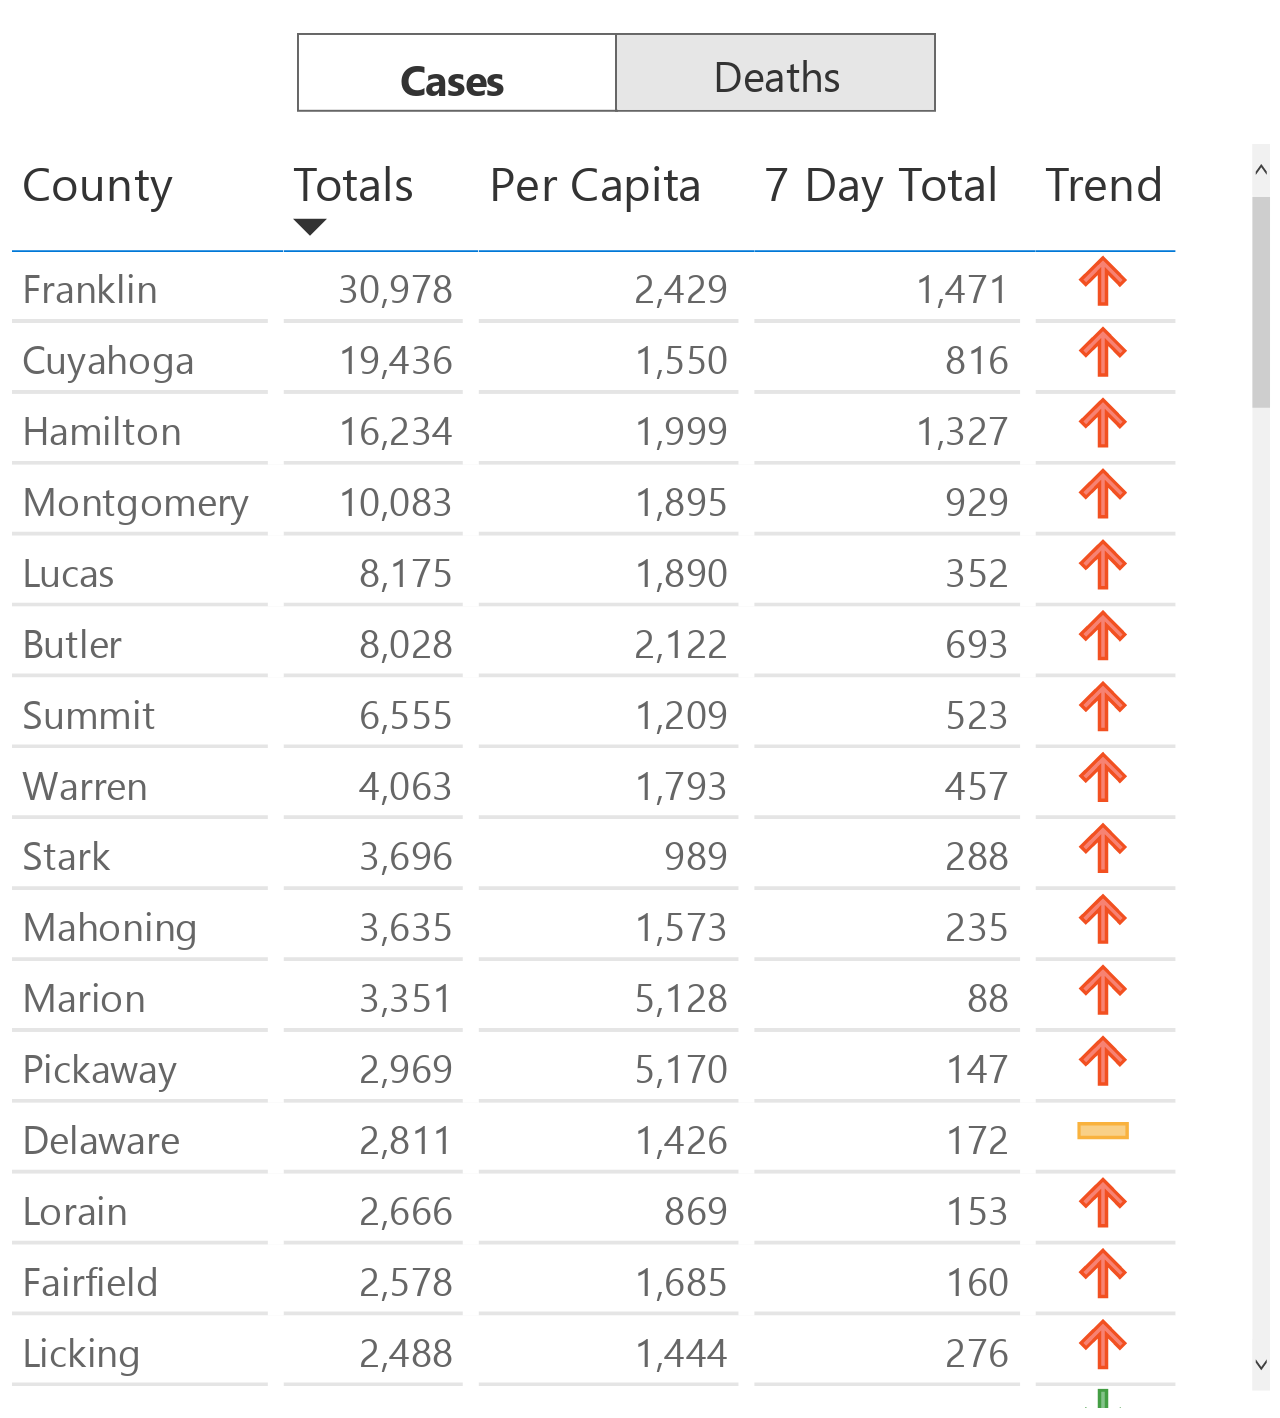 Cases Deaths
County Totals Per Capita 7 Day Total Trend
Franklin 30,978 2,429 1,471
Cuyahoga 19,436 1,550 816
Hamilton 16,234 1,999 1,327
Montgomery 10,083 1,895 929
Lucas 8,175 1,890 352
Butler 8,028 2,122 693
Summit 6,555 1,209 523
Warren 4,063 1,793 457
Stark 3,696 989 288
Mahoning 3,635 1,573 235
Marion 3,351 5,128 88
Pickaway 2,969 5,170 147
Delaware 2,811 1,426 172
Lorain 2,666 869 153
Fairfield 2,578 1,685 160
Licking 2,488 1,444 276